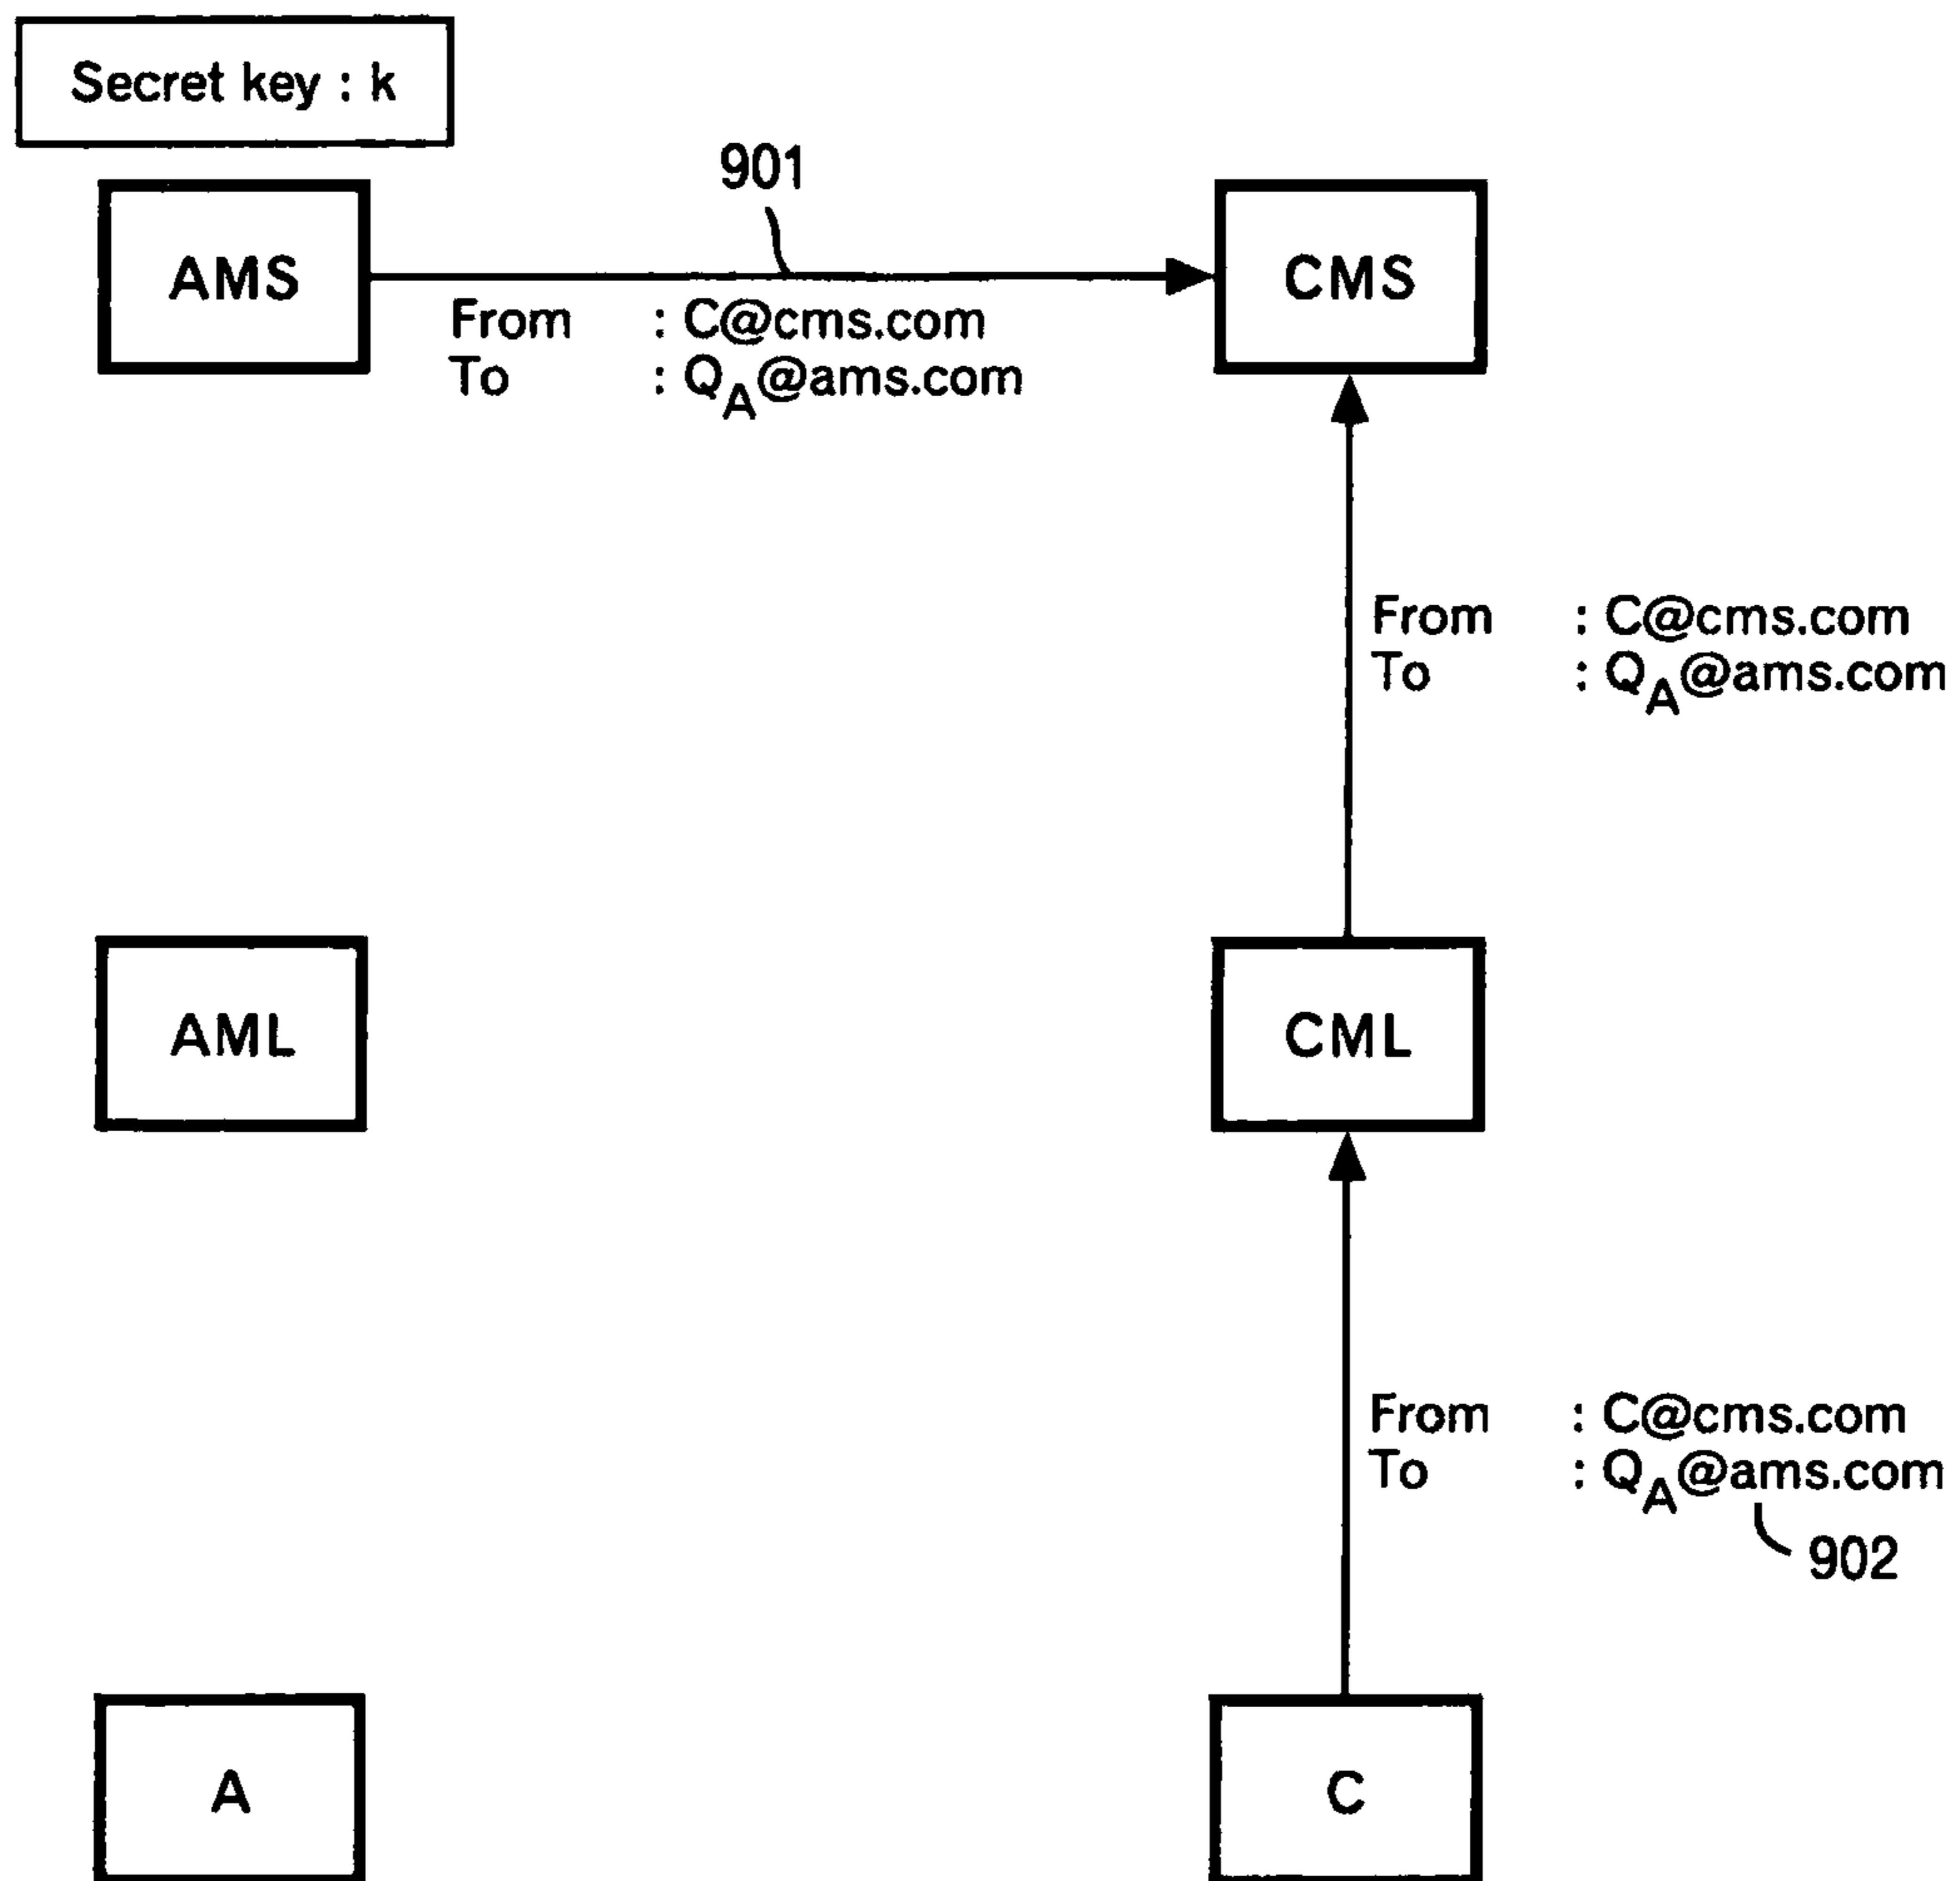 Secret key : k
901
AMS
CMS
From : C@cms.com
To : QA@ams.com
From : C@cms.com
To : QA@ams.com
AML
CML
From : C@cms.com
To : QA@ams.com
902
A
C